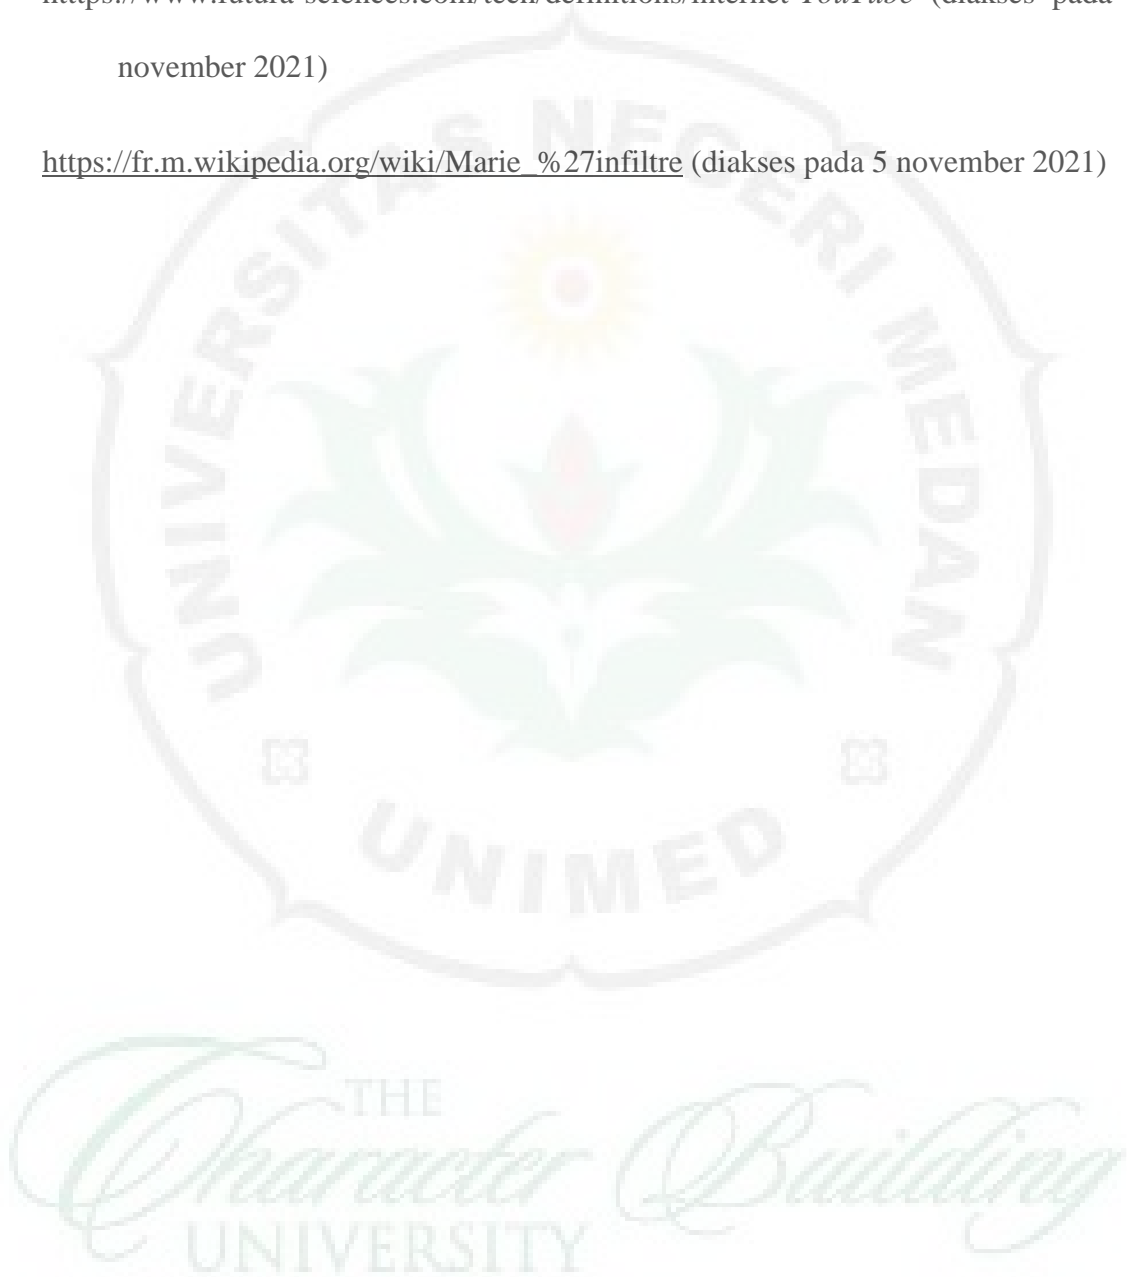 https://www.futura-sciences.com/tech/definitions/internet-YouTube (diakses pada
november 2021)
https://fr.m.wikipedia.org/wiki/Marie_%27infiltre (diakses pada 5 november 2021)
UNIVERSITAS NEGERI MEDAN
UNIMED
THE
Character Building
UNIVERSITY